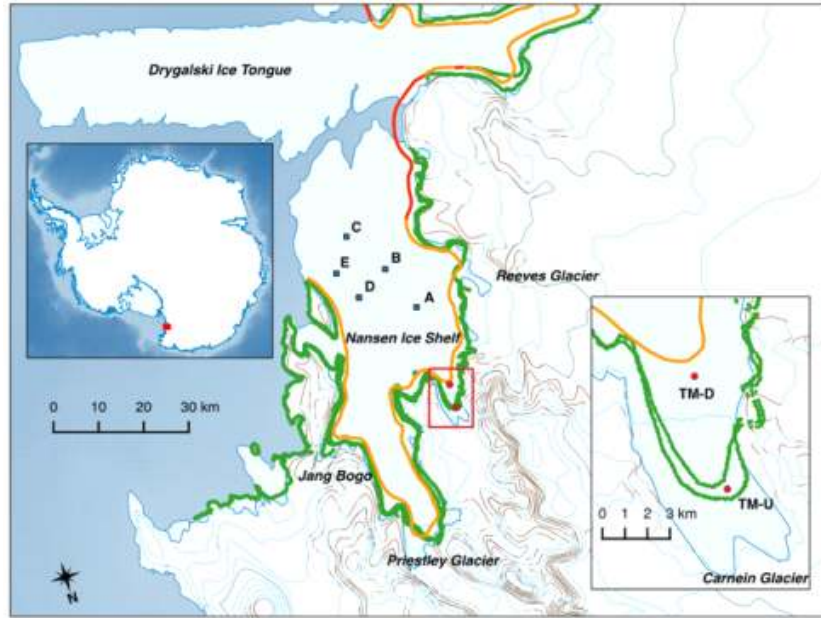 Drygalski Ice Tongue
C
B
E
D
A
Reeves Glacier
Nansen Ice Shelf
TM-D
0 10 20 30 km
Jang Bogo
TM-U
0 1 2 3 km
N
Priestley Glacier
Carnein Glacier